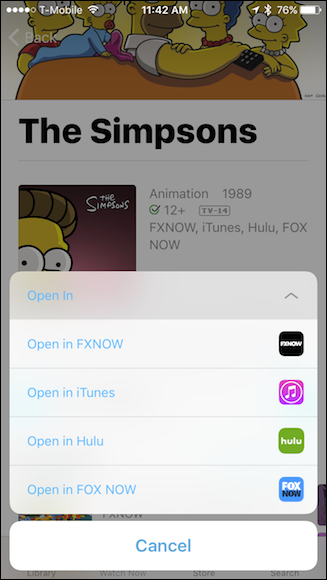 T-Mobile 11:42 AM 76%
Back
The Simpsons
THE
SIMPSONS
Animation 1989
12+ TV-14
FXNOW, iTunes, Hulu, FOX
NOW
Open In
Open in FXNOW
FXNOW
Open in iTunes
Open in Hulu
hulu
Open in FOX NOW
FOX
NOW
FXNOW
Cancel
Library Watch Now Store Search